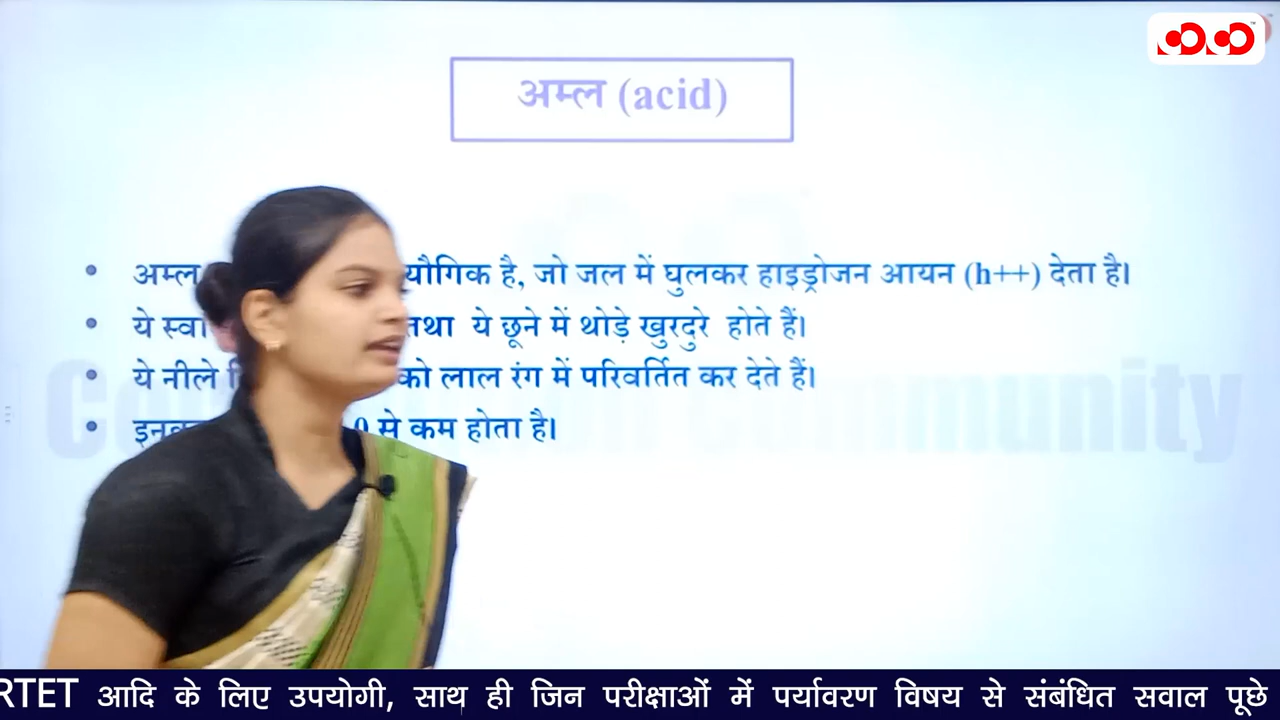 अम्ल (acid)
• अम्ल यौगिक है, जो जल में घुलकर हाइड्रोजन आयन (h++) देता है।
• ये तथा ये छूने में थोड़े खुरदुरे होते हैं।
• ये नीले को लाल रंग में परिवर्तित कर देते हैं।
• से कम होता है।
Community
RTET आदि के लिए उपयोगी, साथ ही जिन परीक्षाओं में पर्यावरण विषय से संबंधित सवाल पूछे